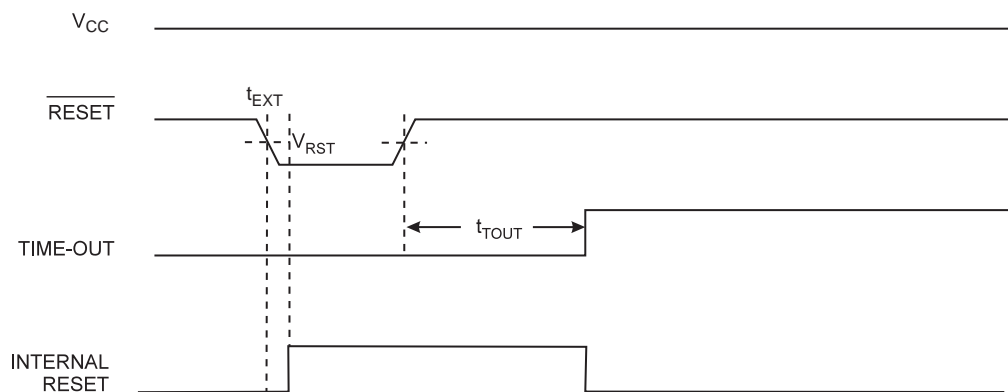 VCC
RESET
tEXT
VRST
tTOUT
TIME-OUT
INTERNAL
RESET